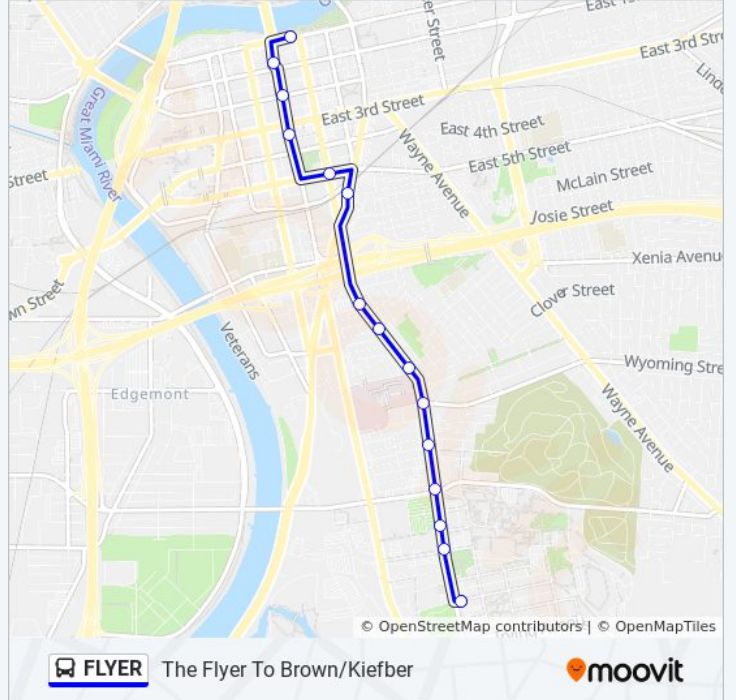 East 3rd Street
East 3rd Str
Great Miami River
Street
East 4th Street
East 5th Street
Wayne Avenue
McLain Street
Josie Street
Xenia Avenu
wn Street
Clover Street
Veterans
Wyoming Stre
Edgemont
Wayne Avenue
© OpenStreetMap contributors | © OpenMapTiles
FLYER
The Flyer To Brown/Kiefber
moovit